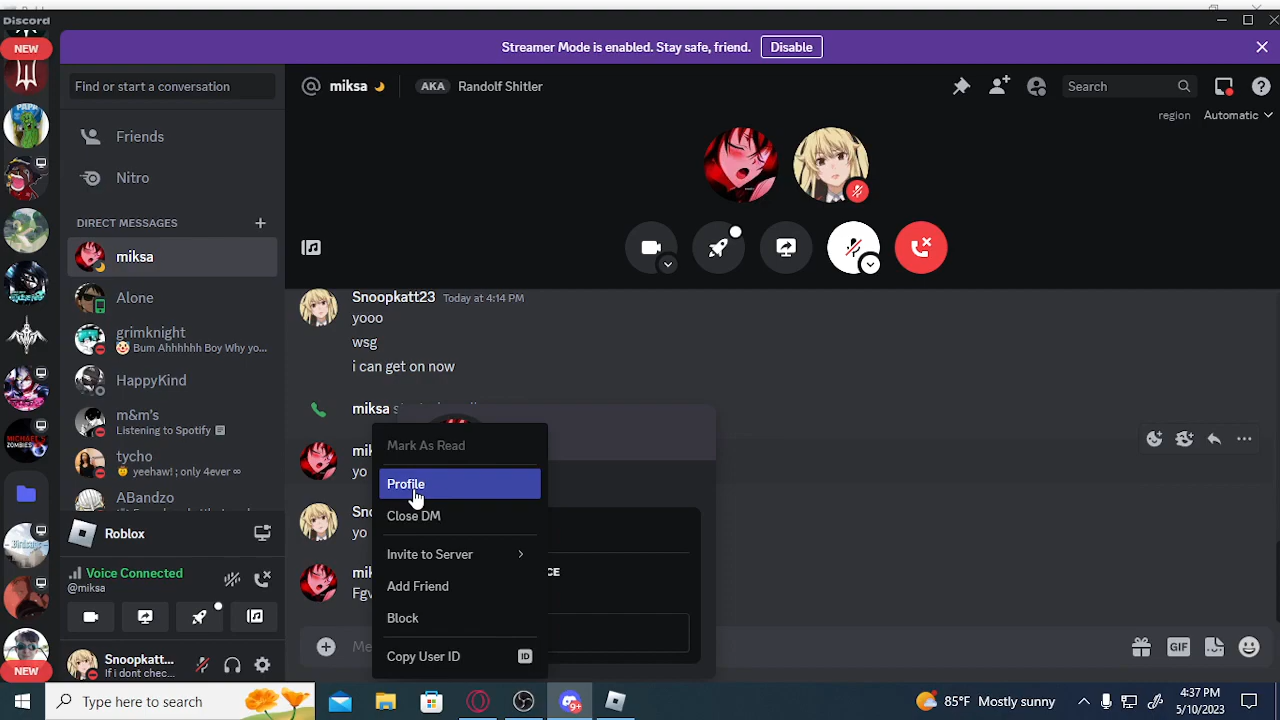 Discord
Streamer Mode is enabled. Stay safe, friend.
Disable
NEW
Find or start a conversation
miksa
AKA
Randolf Shitler
Search
region
Automatic
Friends
Nitro
DIRECT MESSAGES
miksa
Alone
grimknight
Bum Ahhhhhh Boy Why yo...
HappyKind
m&m's
Listening to Spotify
tycho
yeehaw! ; only 4ever ∞
ABandzo
Roblox
Voice Connected
@miksa
Snoopkatt...
If i dont chec...
NEW
Snoopkatt23 Today at 4:14 PM
yooo
wsg
i can get on now
miksa
yo
yo
Mark As Read
Profile
Close DM
Invite to Server
Add Friend
Block
Copy User ID
ID
GIF
Type here to search
9+
85°F Mostly sunny
4:37 PM
5/10/2023